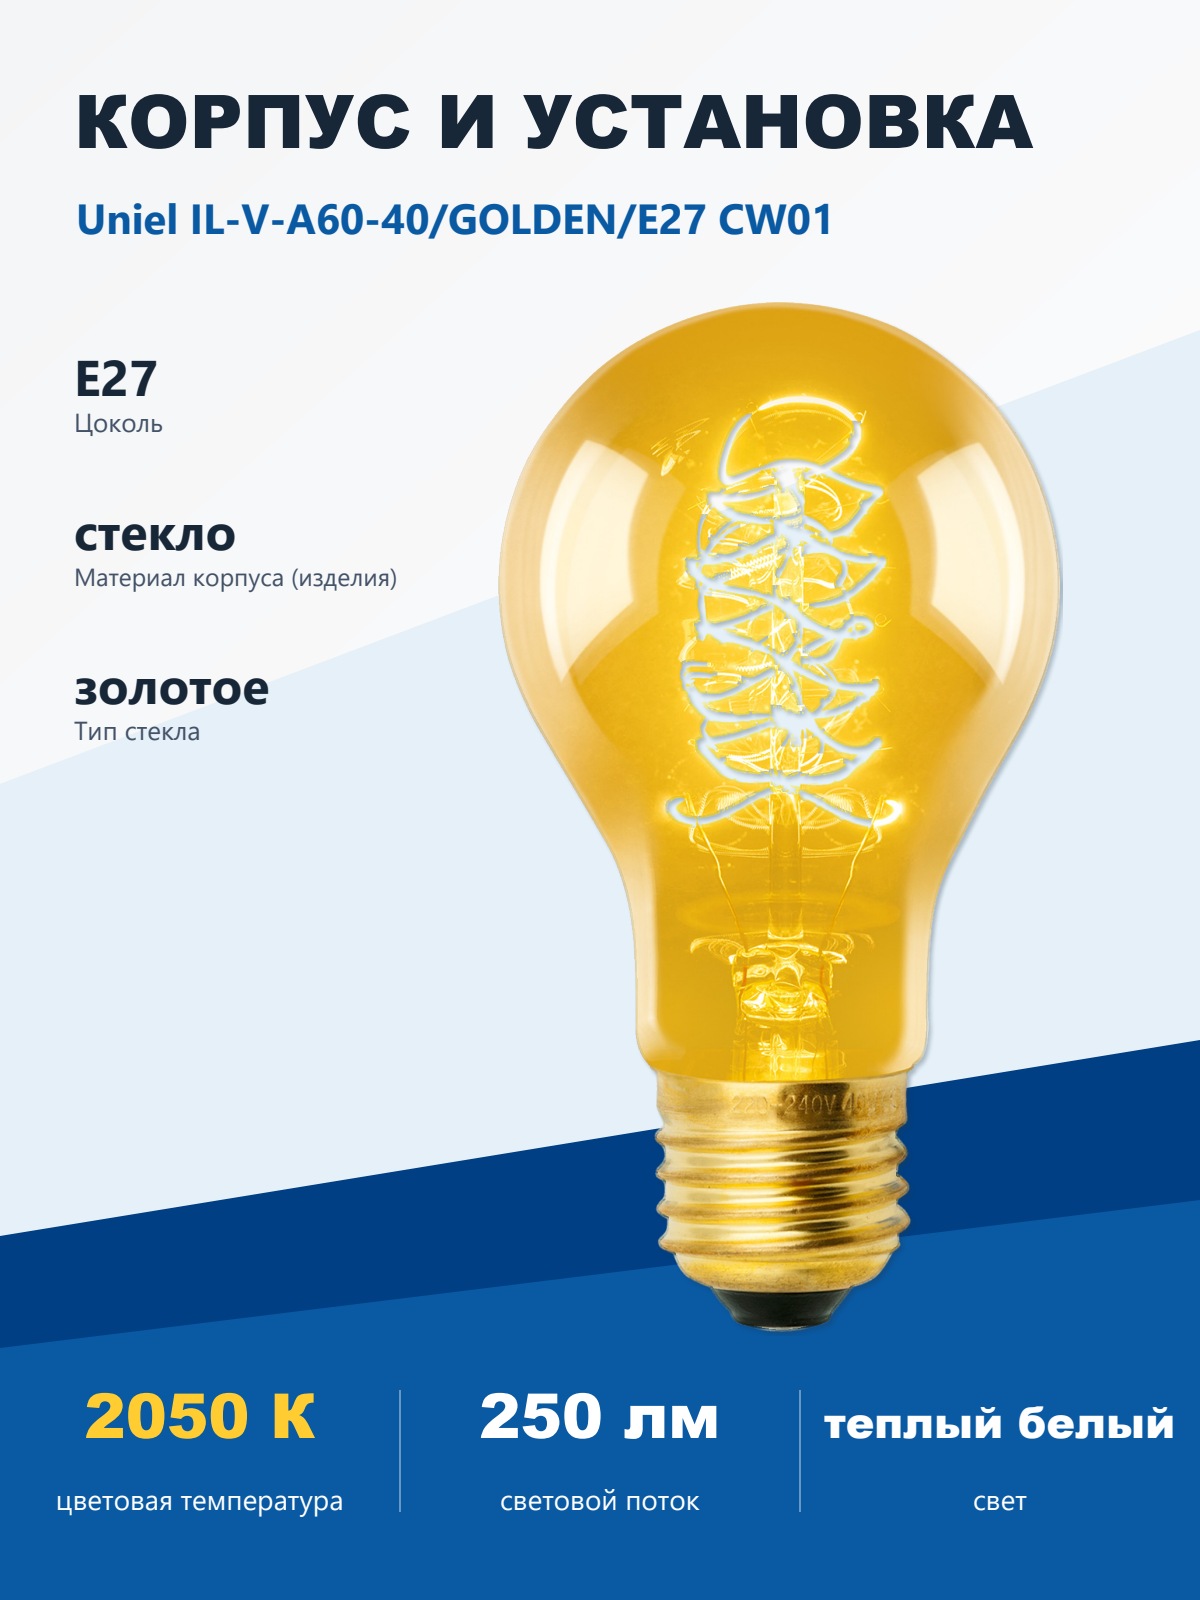 КОРПУС И УСТАНОВКА
Uniel IL-V-A60-40/GOLDEN/E27 CW01
E27
Цоколь
стекло
Материал корпуса (изделия)
золотое
Тип стекла
220-240V 40
2050 К
цветовая температура
250 лм
световой поток
теплый белый
свет